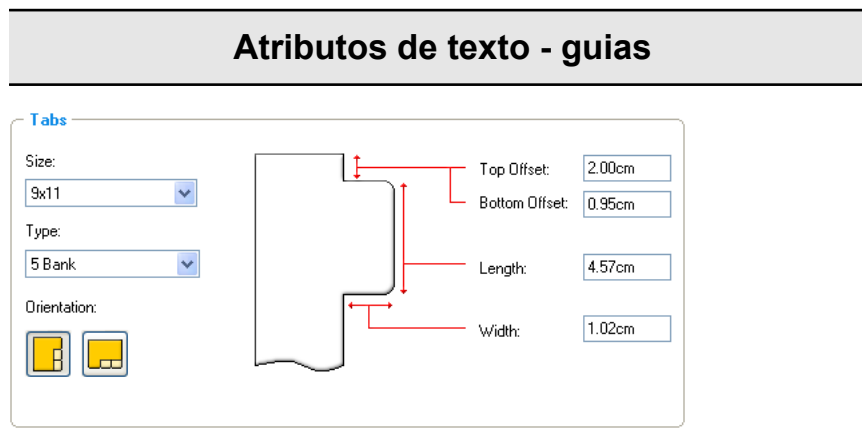 Atributos de texto - guias
Tabs
Size:
9x11
Type:
5 Bank
Orientation:
Top Offset: 2.00cm
Bottom Offset: 0.95cm
Length: 4.57cm
Width: 1.02cm